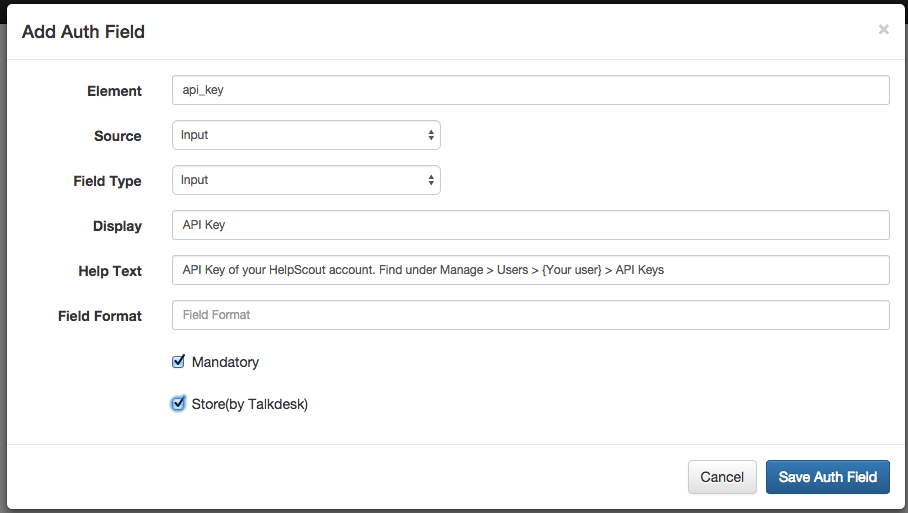 Add Auth Field
×
Element
api_key
Source
Input
Field Type
Input
Display
API Key
Help Text
API Key of your HelpScout account. Find under Manage > Users > {Your user} > API Keys
Field Format
Field Format
Mandatory
Store(by Talkdesk)
Cancel
Save Auth Field